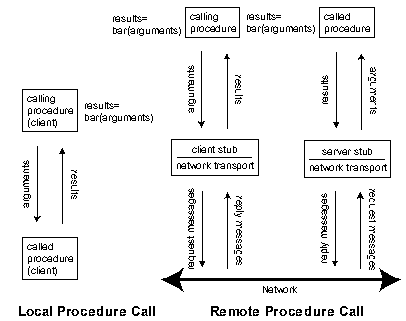 results=
bar(arguments)
calling
procedure
results=
bar(arguments)
called
procedure
arguments
results
results
arguments
calling
procedure
(client)
results=
bar(arguments)
arguments
results
client stub
network transport
server stub
network transport
called
procedure
(client)
request messages
reply messages
reply messages
request messages
Network
Local Procedure Call
Remote Procedure Call